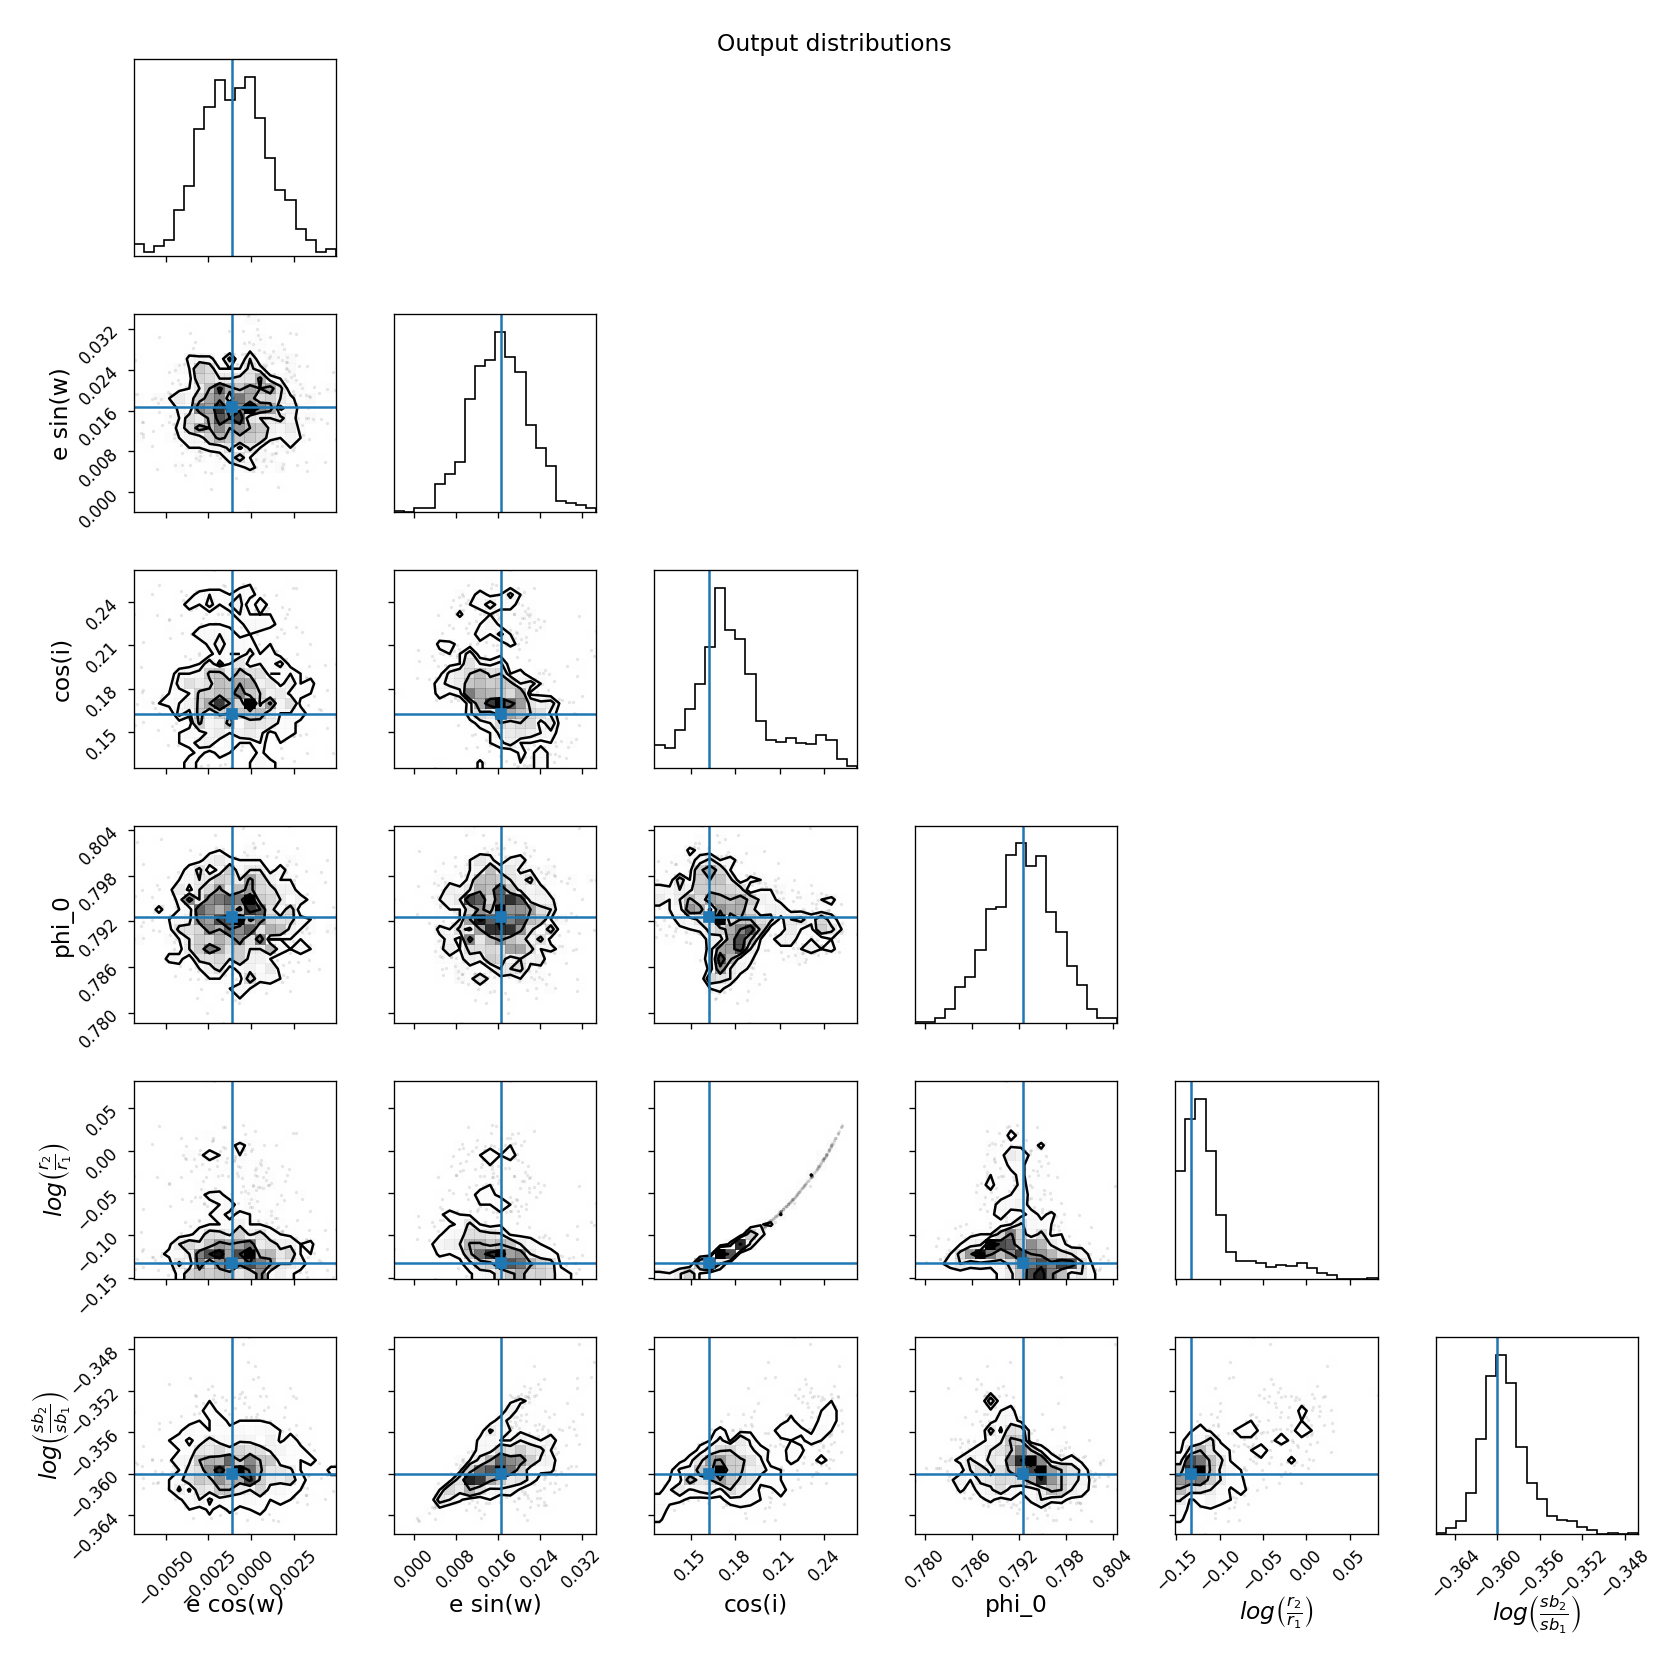 Output distributions
e sin(w)
0.032
0.024
0.016
0.008
0.000
cos(i)
0.24
0.21
0.18
0.15
phi_0
0.804
0.798
0.792
0.786
0.780
log(r2/r1)
0.05
0.00
−0.05
−0.10
−0.15
log(sb2/sb1)
−0.348
−0.352
−0.356
−0.360
−0.364
−0.0050 −0.0025 0.0000 0.0025
e cos(w)
0.000 0.008 0.016 0.024 0.032
e sin(w)
0.15 0.18 0.21 0.24
cos(i)
0.780 0.786 0.792 0.798 0.804
phi_0
−0.15 −0.10 −0.05 0.00 0.05
log(r2/r1)
−0.364 −0.360 −0.356 −0.352 −0.348
log(sb2/sb1)